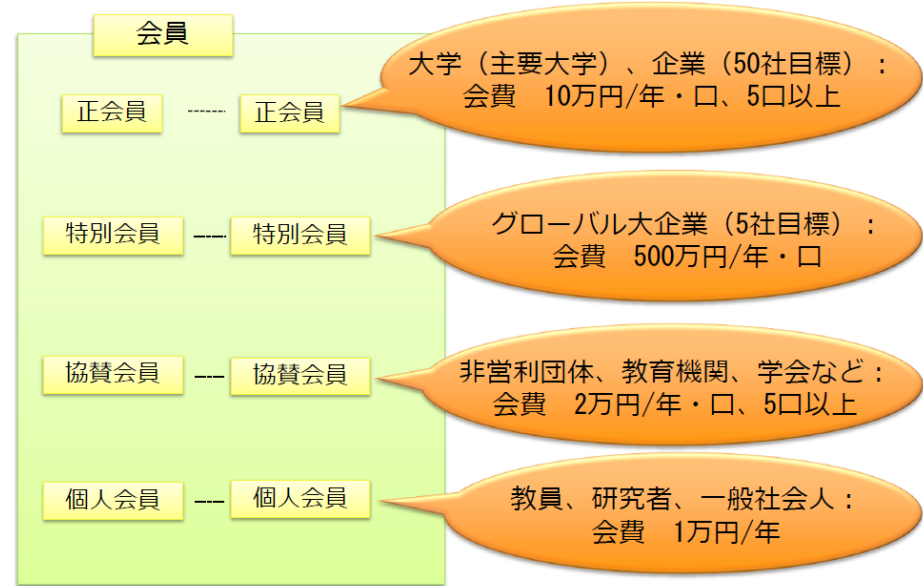 会員
正会員 正会員
大学（主要大学）、企業（50社目標）：
会費　10万円/年・口、5口以上
特別会員 特別会員
グローバル大企業（5社目標）：
会費　500万円/年・口
協賛会員 協賛会員
非営利団体、教育機関、学会など：
会費　2万円/年・口、5口以上
個人会員 個人会員
教員、研究者、一般社会人：
会費　1万円/年